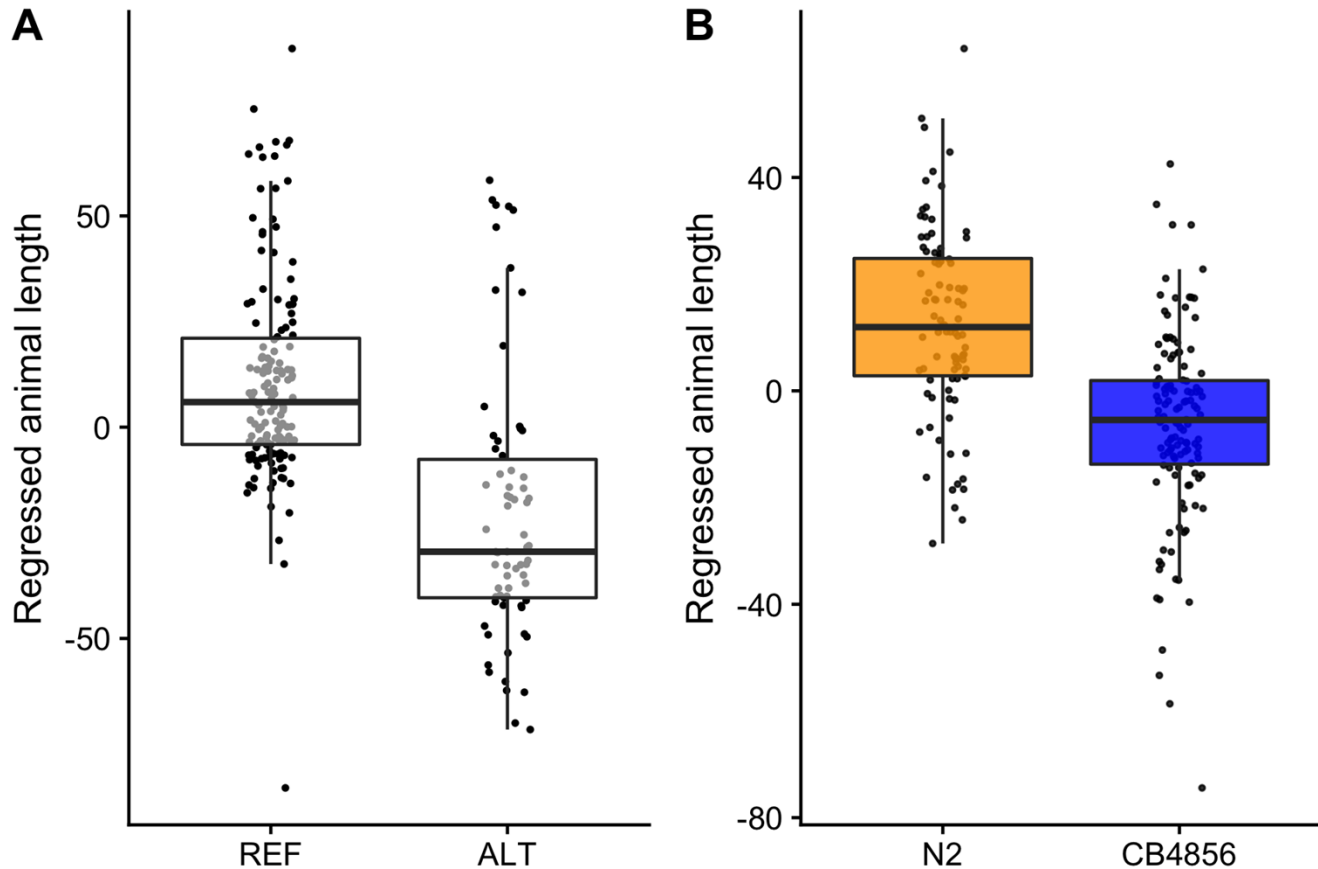 A
Regressed animal length
50
0
-50
REF
ALT
B
Regressed animal length
40
0
-40
-80
N2
CB4856